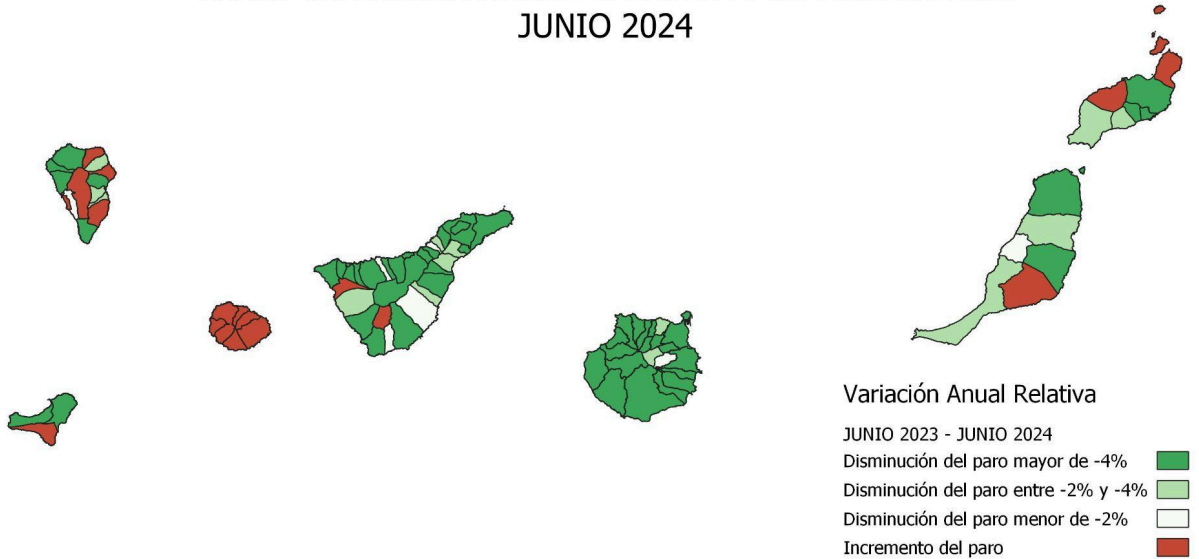 JUNIO 2024
Variación Anual Relativa
JUNIO 2023 - JUNIO 2024
Disminución del paro mayor de -4%
Disminución del paro entre -2% y -4%
Disminución del paro menor de -2%
Incremento del paro